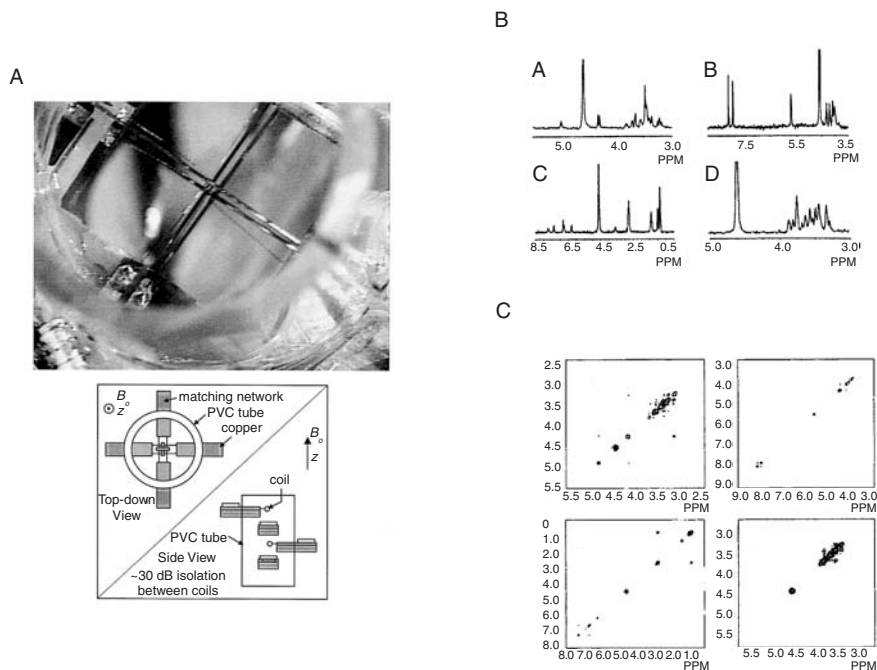 A
B
C
B
z
o
matching network
PVC tube
copper
Top-down
View
B
o
z
coil
PVC tube
Side View
~30 dB isolation
between coils
A
5.0 4.0 3.0
PPM
B
7.5 5.5 3.5
PPM
C
8.5 6.5 4.5 2.5 0.5
PPM
D
5.0 4.0 3.0
PPM
2.5
3.0
3.5
4.0
4.5
5.0
5.5
5.5 5.0 4.5 4.0 3.5 3.1 2.5
PPM
3.0
4.0
5.0
6.0
7.0
8.0
9.0
9.0 8.0 7.0 6.0 5.0 4.0 3.0
PPM
0
1.0
2.0
3.0
4.0
5.0
6.0
7.0
8.0
8.0 7.0 6.0 5.0 4.0 3.0 2.0 1.0
PPM
3.0
3.5
4.0
4.5
5.0
5.5
5.5 5.0 4.5 4.0 3.5 3.0
PPM